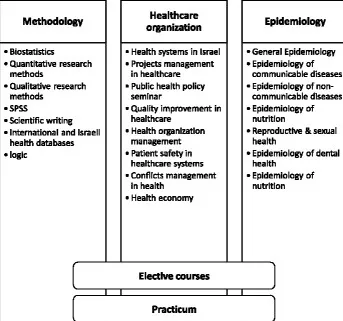 Methodology
• Biostatistics
• Quantitative research
methods
• Qualitative research
methods
• SPSS
• Scientific writing
• International and Israeli
health databases
• logic
Healthcare
organization
• Health systems in Israel
• Projects management
in healthcare
• Public health policy
seminar
• Quality improvement in
healthcare
• Health organization
management
• Patient safety in
healthcare systems
• Conflicts management
in health
• Health economy
Epidemiology
• General Epidemiology
• Epidemiology of
communicable diseases
• Epidemiology of non-
communicable diseases
• Epidemiology of
nutrition
• Reproductive & sexual
health
• Epidemiology of dental
health
• Epidemiology of
nutrition
Elective courses
Practicum